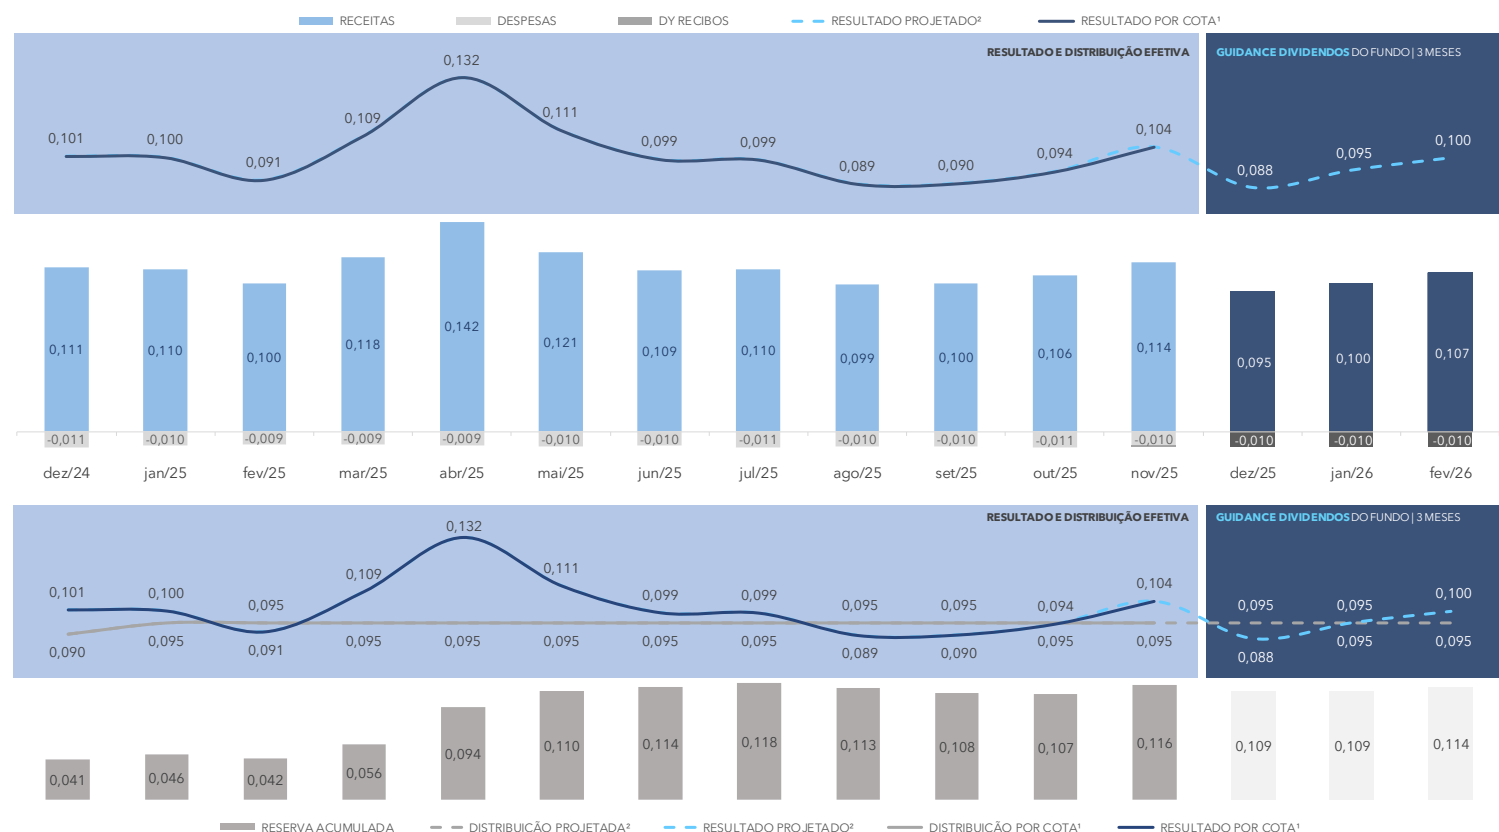 RECEITAS DESPESAS DY RECIBOS RESULTADO PROJETADO² RESULTADO POR COTA¹
RESULTADO E DISTRIBUIÇÃO EFETIVA
GUIDANCE DIVIDENDOS DO FUNDO | 3 MESES
0,101 0,100 0,091 0,109 0,132 0,111 0,099 0,099 0,089 0,090 0,094 0,104 0,088 0,095 0,100
0,111 0,110 0,100 0,118 0,142 0,121 0,109 0,110 0,099 0,100 0,106 0,114 0,095 0,100 0,107
-0,011 -0,010 -0,009 -0,009 -0,009 -0,010 -0,010 -0,011 -0,010 -0,010 -0,011 -0,010 -0,010 -0,010 -0,010
dez/24 jan/25 fev/25 mar/25 abr/25 mai/25 jun/25 jul/25 ago/25 set/25 out/25 nov/25 dez/25 jan/26 fev/26
RESULTADO E DISTRIBUIÇÃO EFETIVA
GUIDANCE DIVIDENDOS DO FUNDO | 3 MESES
0,101 0,100 0,095 0,109 0,132 0,111 0,099 0,099 0,095 0,095 0,094 0,104 0,095 0,095 0,100
0,090 0,095 0,091 0,095 0,095 0,095 0,095 0,095 0,089 0,090 0,095 0,095 0,088 0,095 0,095
0,041 0,046 0,042 0,056 0,094 0,110 0,114 0,118 0,113 0,108 0,107 0,116 0,109 0,109 0,114
RESERVA ACUMULADA DISTRIBUIÇÃO PROJETADA² RESULTADO PROJETADO² DISTRIBUIÇÃO POR COTA¹ RESULTADO POR COTA¹